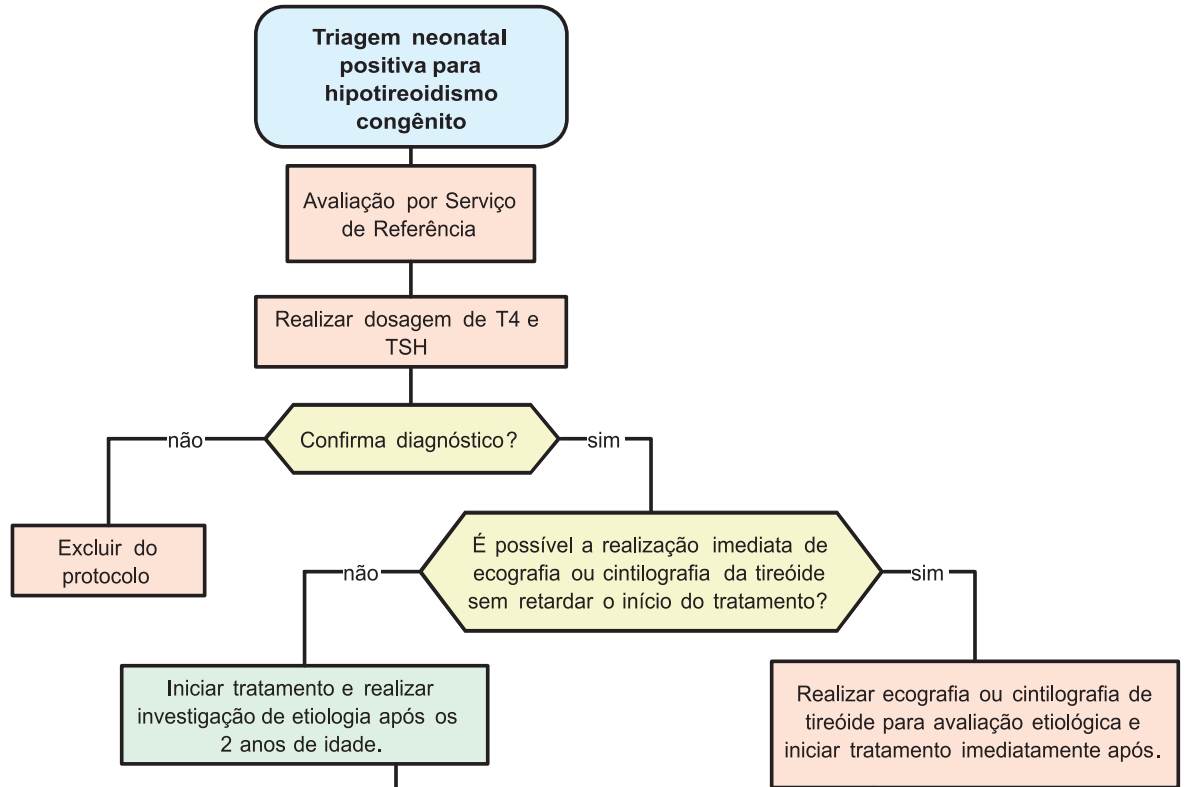 Triagem neonatal
positiva para
hipotireoidismo
congênito
Avaliação por Serviço
de Referência
Realizar dosagem de T4 e
TSH
Confirma diagnóstico?
não
sim
Excluir do
protocolo
É possível a realização imediata de
ecografia ou cintilografia da tireóide
sem retardar o início do tratamento?
não
sim
Iniciar tratamento e realizar
investigação de etiologia após os
2 anos de idade.
Realizar ecografia ou cintilografia de
tireóide para avaliação etiológica e
iniciar tratamento imediatamente após.